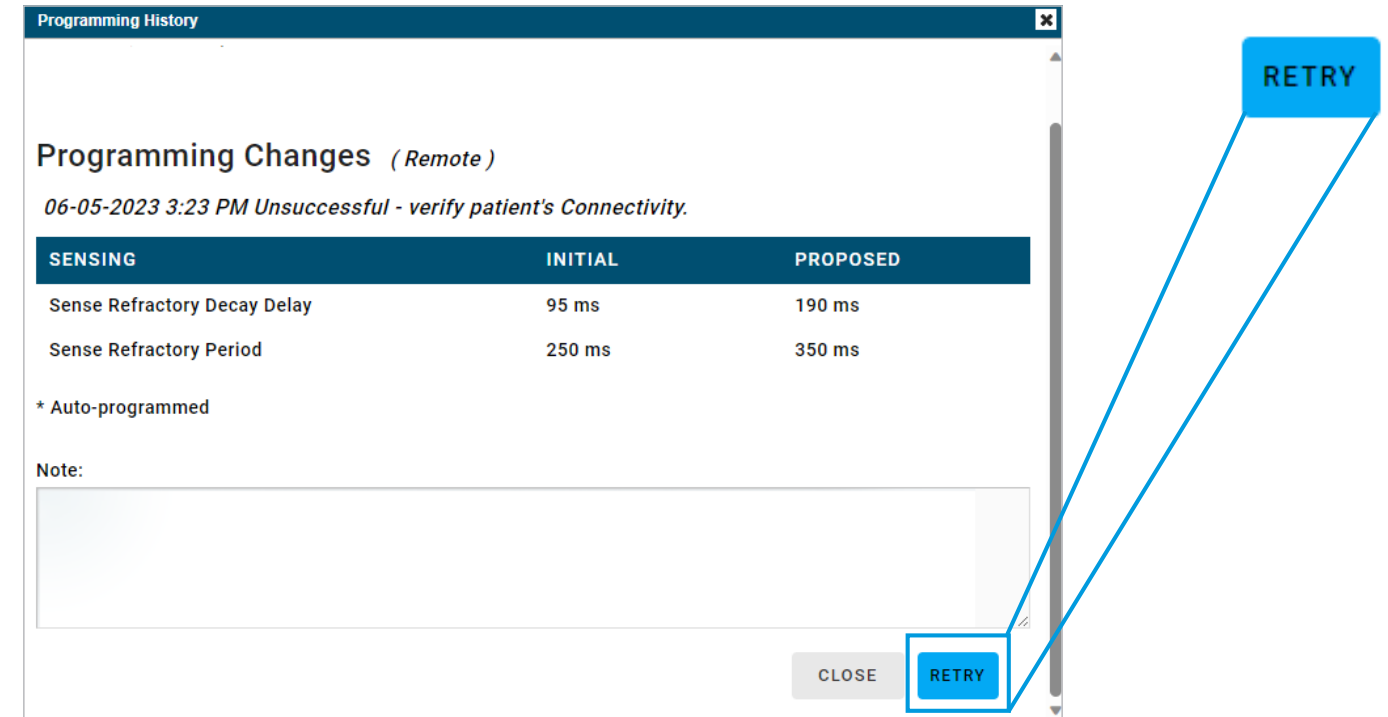 Programming History
RETRY
Programming Changes ( Remote )
06-05-2023 3:23 PM Unsuccessful - verify patient's Connectivity.
SENSING INITIAL PROPOSED
Sense Refractory Decay Delay 95 ms 190 ms
Sense Refractory Period 250 ms 350 ms
* Auto-programmed
Note:
CLOSE RETRY